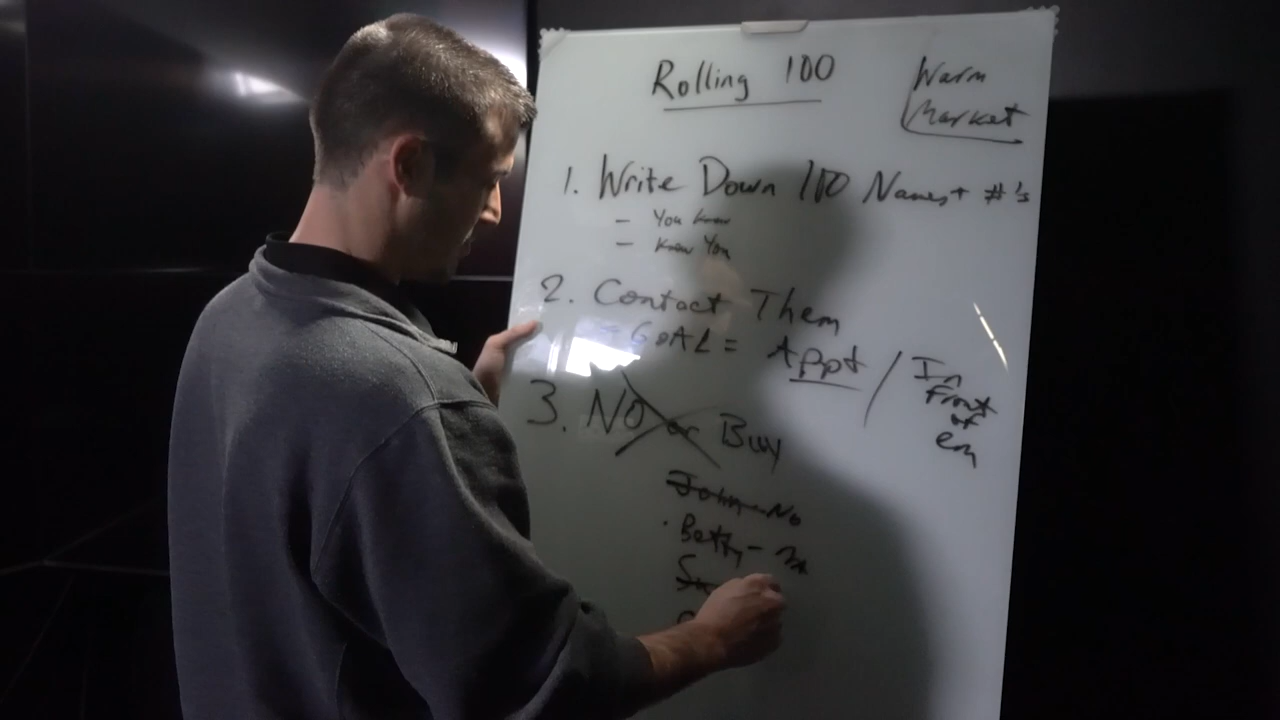 Rolling 100
Warm
Market
1. Write Down 100 Names + #'s
- You know
- Know You
2. Contact Them
- GOAL = Appt / In
front
of
em
3. No or Buy
John - No
• Betty -